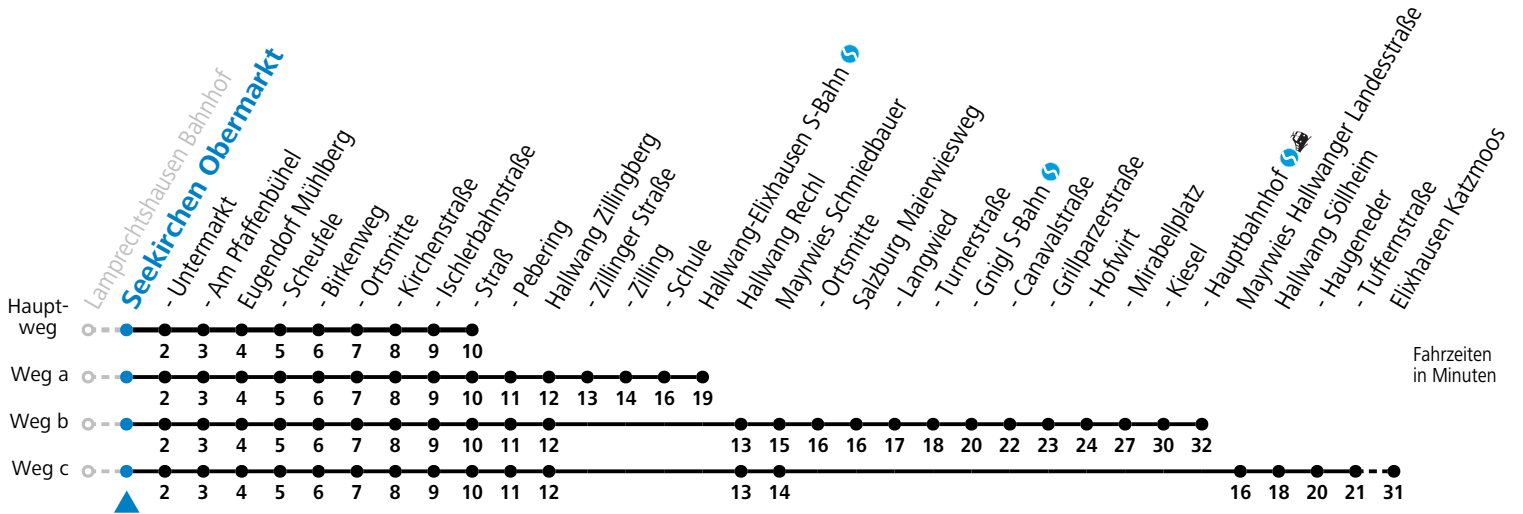 Lamprechtshausen Bahnhof
Seekirchen Obermarkt
- Untermarkt
- Am Pfaffenbühel
Eugendorf Mühlberg
- Scheufele
- Birkenweg
- Ortsmitte
- Kirchenstraße
- Ischlerbahnstraße
- Straß
- Pebering
Hallwang Zillingberg
- Zillinger Straße
- Zilling
- Schule
Hallwang-Elixhausen S-Bahn
Hallwang Rechl
Mayrwies Schmiedbauer
- Ortsmitte
Salzburg Maierwiesweg
- Langwied
- Turnerstraße
- Gnigl S-Bahn
- Canavalstraße
- Grillparzerstraße
- Hofwirt
- Mirabellplatz
- Kiesel
- Hauptbahnhof
Mayrwies Hallwanger Landesstraße
Hallwang Söllheim
- Haugeneder
- Tuffernstraße
Elixhausen Katzmoos
Haupt-
weg
2 3 4 5 6 7 8 9 10
Fahrzeiten
in Minuten
Weg a
2 3 4 5 6 7 8 9 10 11 12 13 14 16 19
Weg b
2 3 4 5 6 7 8 9 10 11 12 13 15 16 16 17 18 20 22 23 24 27 30 32
Weg c
2 3 4 5 6 7 8 9 10 11 12 13 14 16 18 20 21 31